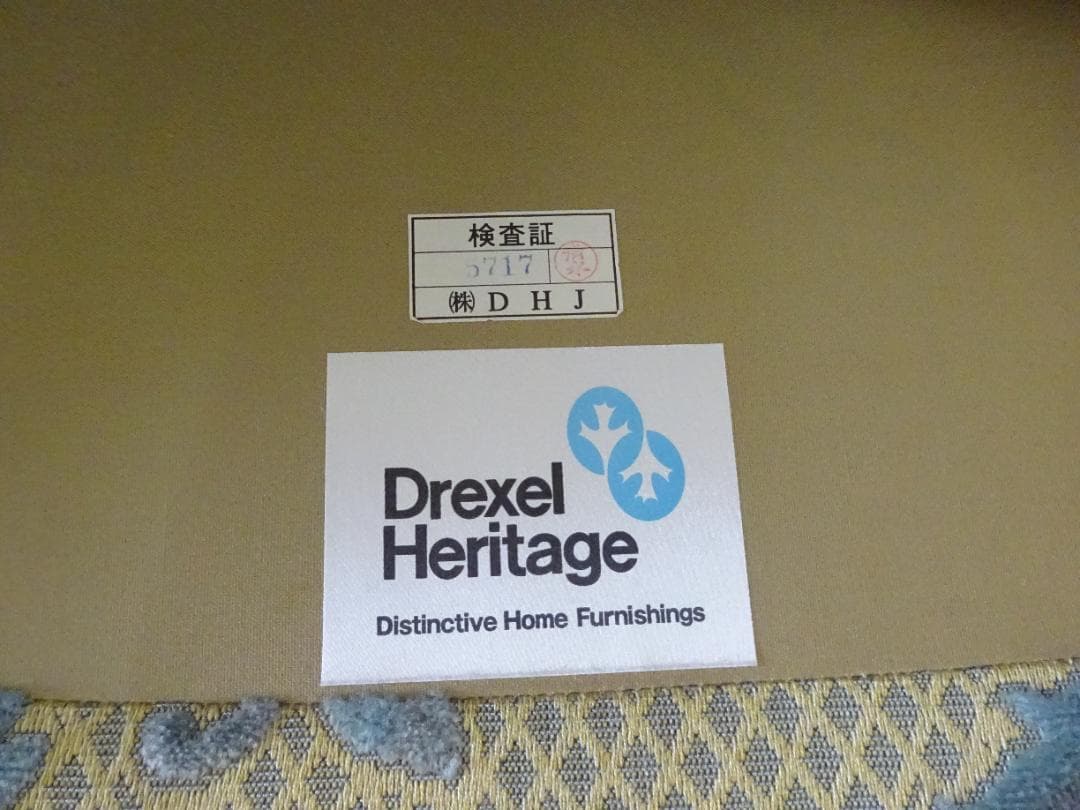 検査証
5717
㈱ D H J
Drexel
Heritage
Distinctive Home Furnishings